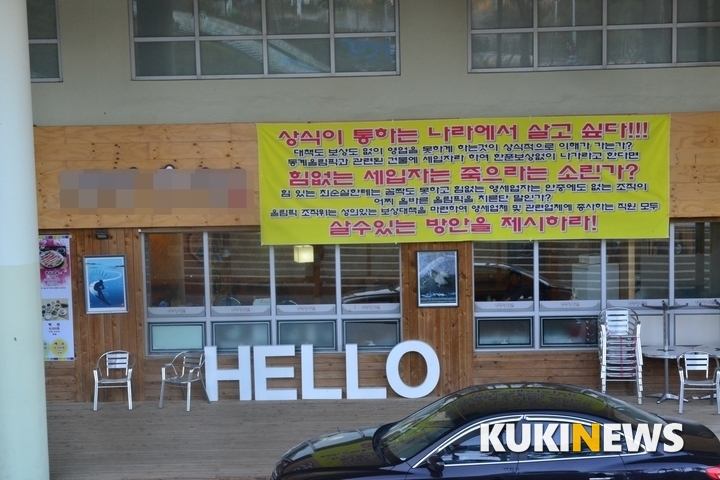 상식이 통하는 나라에서 살고 싶다!!!
대책도 보상도 없이 영업을 못하게 하는것이 상식적으로 이해가 가는가?
동계올림픽과 관련된 건물에 세입자라 하여 한푼보상없이 나가라고 한다면
힘없는 세입자는 죽으라는 소린가?
힘 있는 최순실한테는 꼼짝도 못하고 힘없는 영세업자는 안중에도 없는 조직이
어찌 올바른 올림픽을 치른단 말인가?
올림픽 조직위는 성의있는 보상대책을 마련하여 영세업체 및 관련업체에 종사하는 직원 모두
살수있는 방안을 제시하라!
HELLO
KUKINEWS